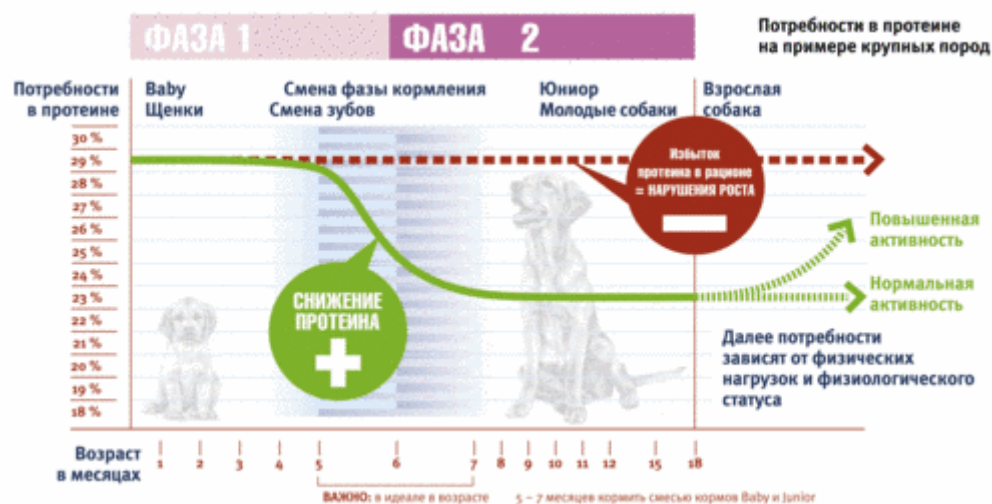 ФАЗА 1
ФАЗА 2
Потребности в протеине
на примере крупных пород
Потребности
в протеине
Baby
Щенки
Смена фазы кормления
Смена зубов
Юниор
Молодые собаки
Взрослая
собака
30 %
29 %
28 %
27 %
26 %
25 %
24 %
23 %
22 %
21 %
20 %
19 %
18 %
Избыток
протеина в рационе
= НАРУШЕНИЯ РОСТА
СНИЖЕНИЕ
ПРОТЕИНА
Повышенная
активность
Нормальная
активность
Далее потребности
зависят от физических
нагрузок и физиологического
статуса
Возраст
в месяцах
1 2 3 4 5 6 7 8 9 10 11 12 15 18
ВАЖНО: в идеале в возрасте 5 – 7 месяцев кормить смесью кормов Baby и Junior